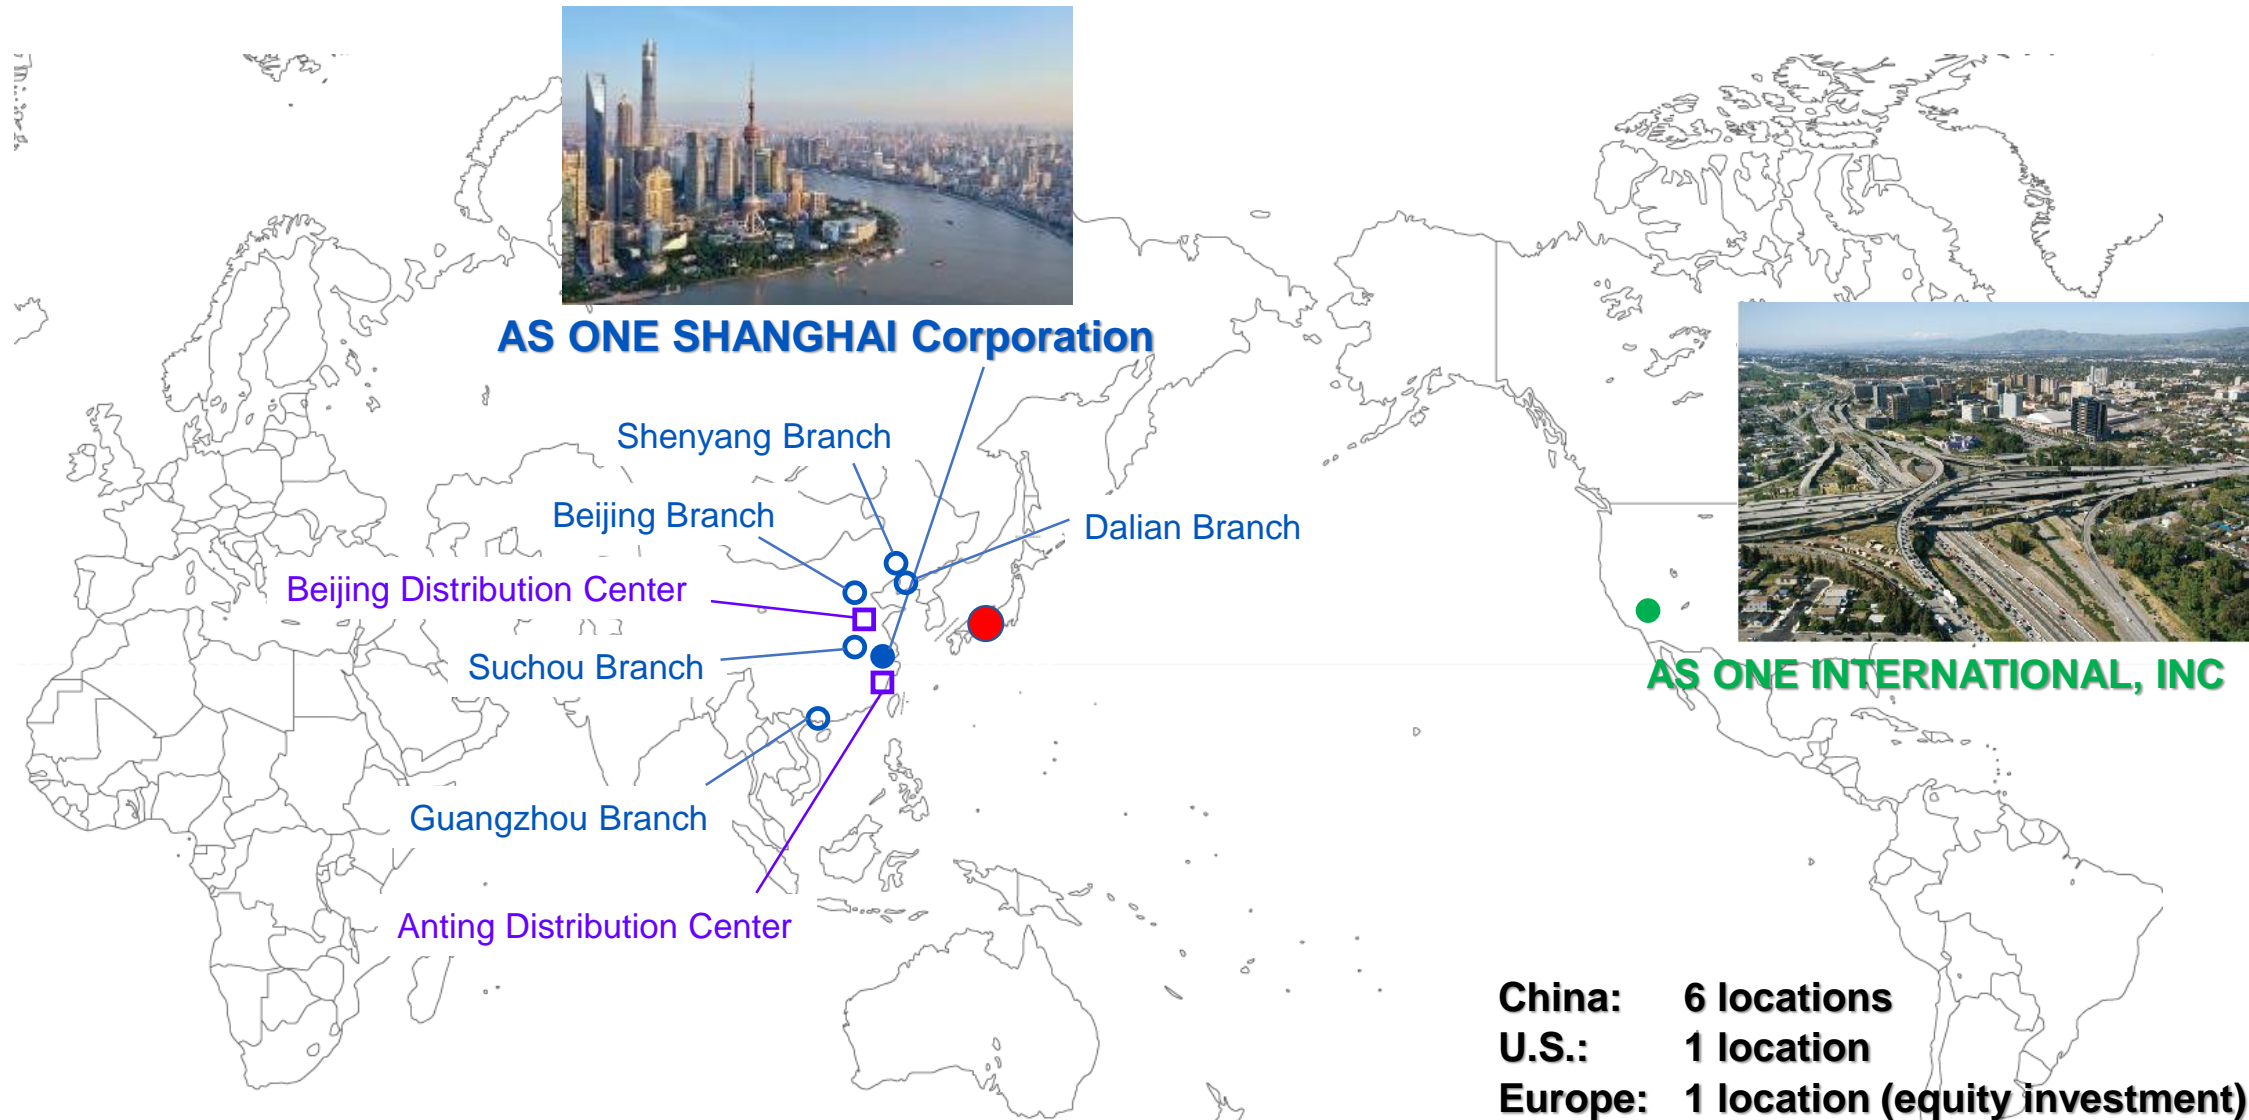 AS ONE SHANGHAI Corporation
Shenyang Branch
Beijing Branch
Dalian Branch
Beijing Distribution Center
Suchou Branch
AS ONE INTERNATIONAL, INC
Guangzhou Branch
Anting Distribution Center
China: 6 locations
U.S.: 1 location
Europe: 1 location (equity investment)